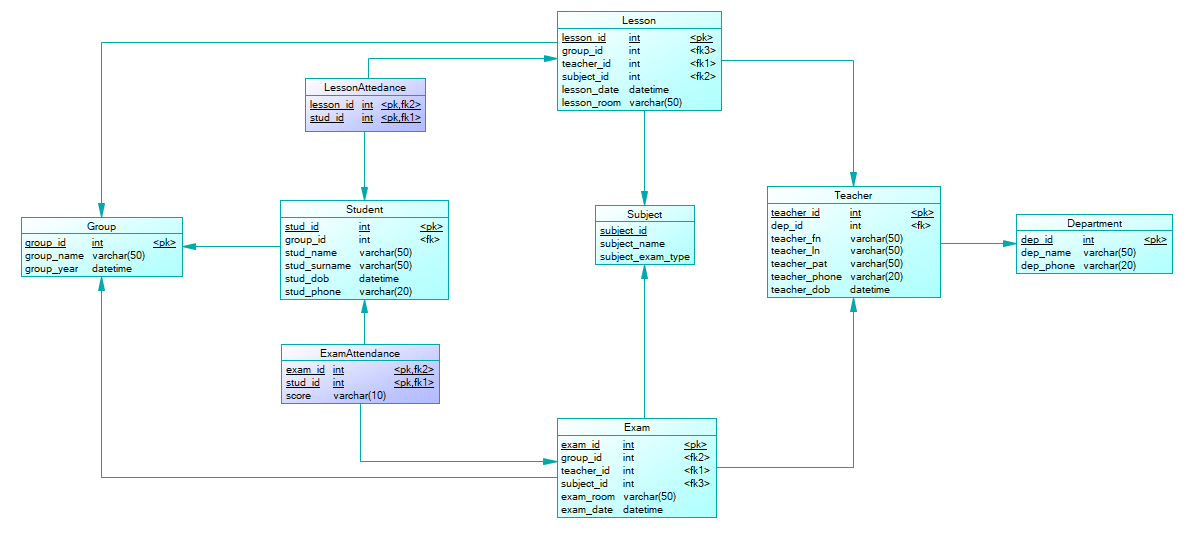 Lesson
lesson_id int <pk>
group_id int <fk3>
teacher_id int <fk1>
subject_id int <fk2>
lesson_date datetime
lesson_room varchar(50)
LessonAttedance
lesson_id int <pk,fk2>
stud_id int <pk,fk1>
Group
group_id int <pk>
group_name varchar(50)
group_year datetime
Student
stud_id int <pk>
group_id int <fk>
stud_name varchar(50)
stud_surname varchar(50)
stud_dob datetime
stud_phone varchar(20)
Subject
subject_id
subject_name
subject_exam_type
Teacher
teacher_id int <pk>
dep_id int <fk>
teacher_fn varchar(50)
teacher_ln varchar(50)
teacher_pat varchar(50)
teacher_phone varchar(20)
teacher_dob datetime
Department
dep_id int <pk>
dep_name varchar(50)
dep_phone varchar(20)
ExamAttendance
exam_id int <pk,fk2>
stud_id int <pk,fk1>
score varchar(10)
Exam
exam_id int <pk>
group_id int <fk2>
teacher_id int <fk1>
subject_id int <fk3>
exam_room varchar(50)
exam_date datetime